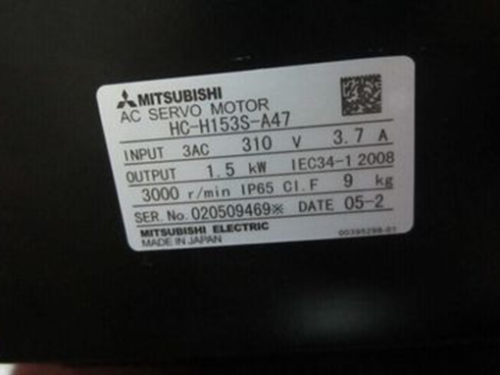 MITSUBISHI
AC SERVO MOTOR
HC-H153S-A47
INPUT 3AC 310 V 3.7 A
OUTPUT 1.5 kW IEC34-1 2008
3000 r/min IP65 Cl.F 9 kg
SER.No.020509469※ DATE 05-2
MITSUBISHI ELECTRIC
MADE IN JAPAN